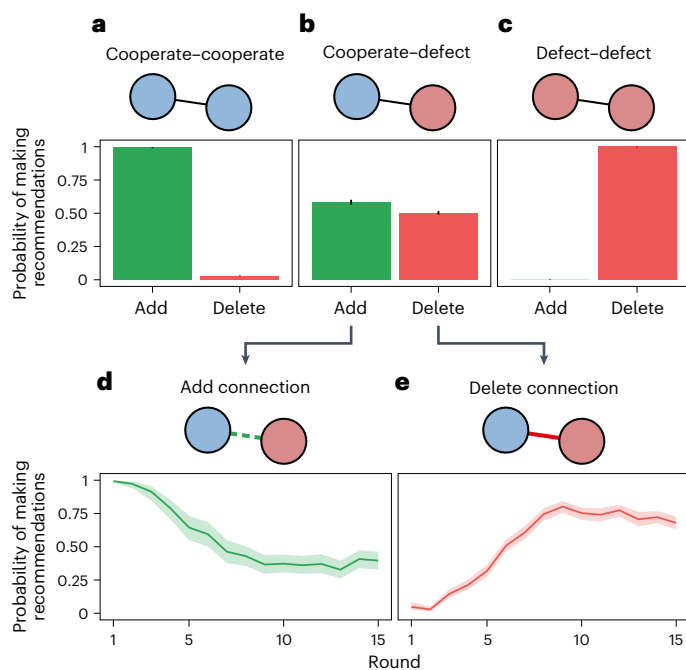 a
Cooperate–cooperate
b
Cooperate–defect
c
Defect–defect
Probability of making
recommendations
1
0.75
0.50
0.25
0
Add
Delete
Add
Delete
Add
Delete
d
Add connection
e
Delete connection
Probability of making
recommendations
1
0.75
0.50
0.25
0
1
5
10
15
1
5
10
15
Round